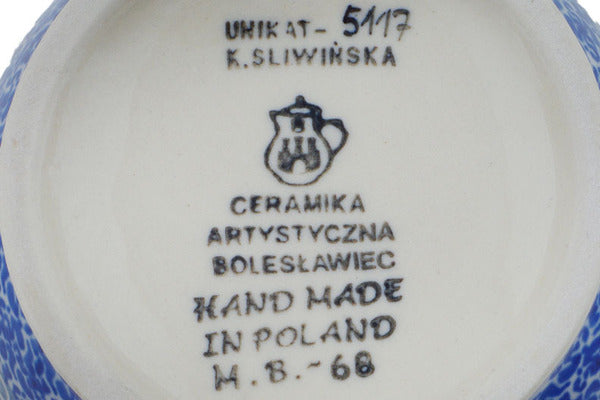 UNIKAT- 5117
K.SLIWIŃSKA
CERAMIKA
ARTYSTYCZNA
BOLESŁAWIEC
HAND MADE
IN POLAND
M.B.-68